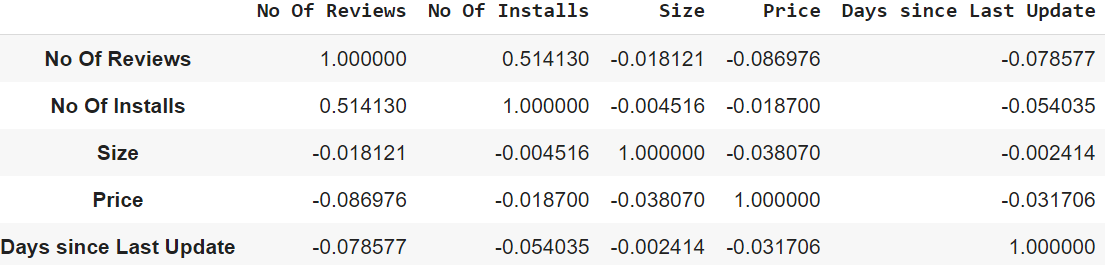 No Of Reviews No Of Installs Size Price Days since Last Update
No Of Reviews 1.000000 0.514130 -0.018121 -0.086976 -0.078577
No Of Installs 0.514130 1.000000 -0.004516 -0.018700 -0.054035
Size -0.018121 -0.004516 1.000000 -0.038070 -0.002414
Price -0.086976 -0.018700 -0.038070 1.000000 -0.031706
Days since Last Update -0.078577 -0.054035 -0.002414 -0.031706 1.000000